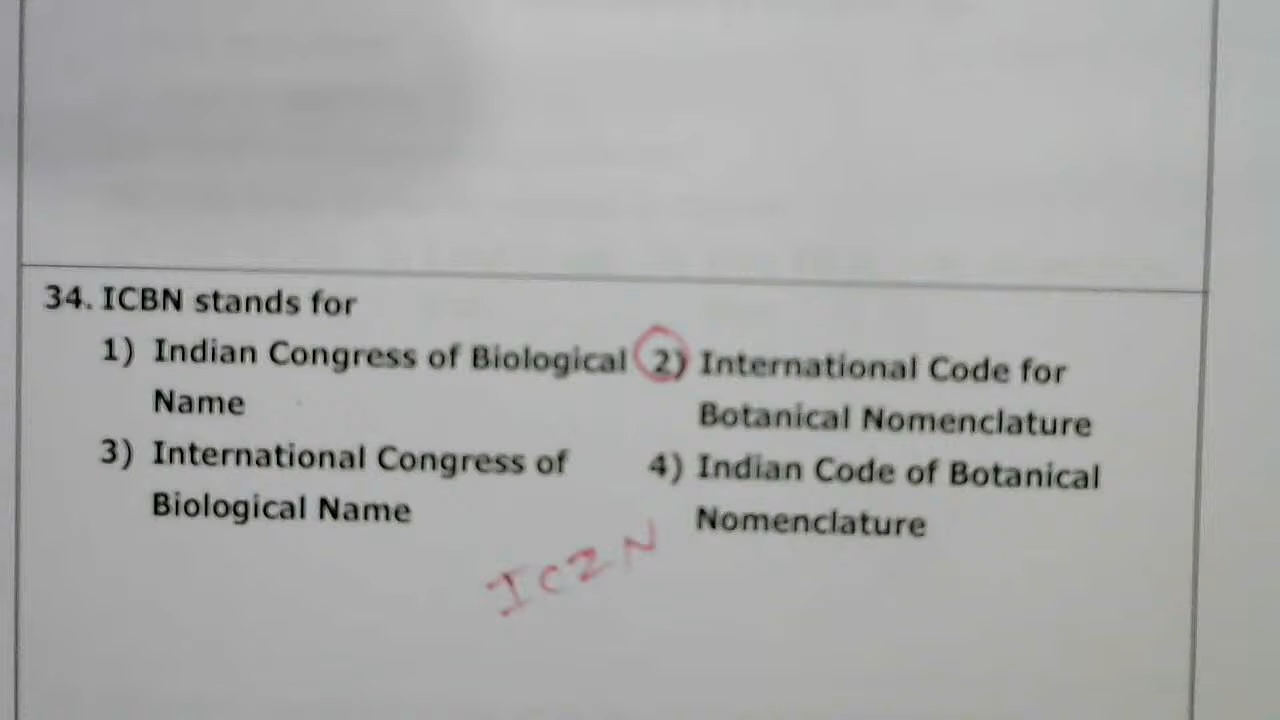 34. ICBN stands for
1) Indian Congress of Biological Name
2) International Code for Botanical Nomenclature
3) International Congress of Biological Name
4) Indian Code of Botanical Nomenclature
ICZN